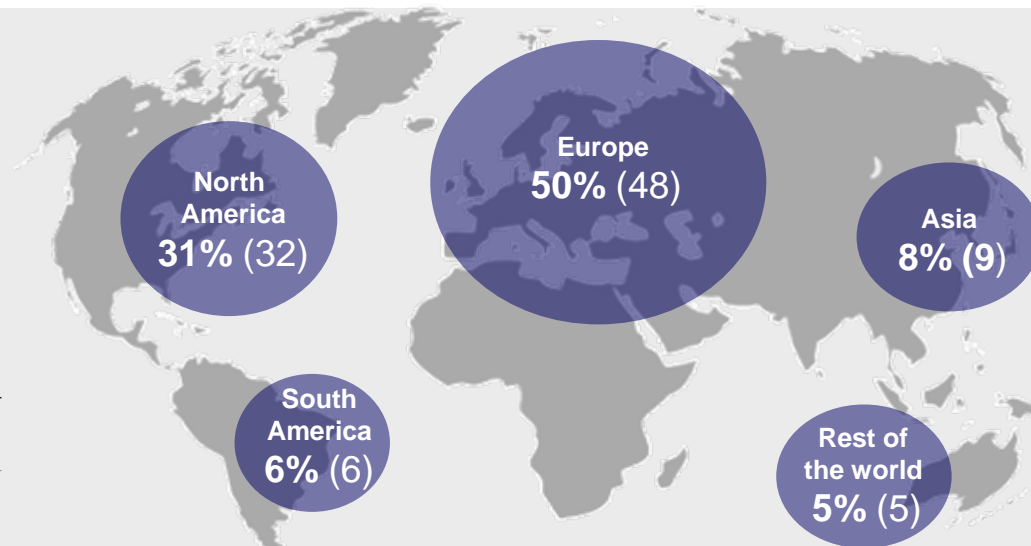 Europe
50% (48)
North
America
31% (32)
Asia
8% (9)
South
America
6% (6)
Rest of
the world
5% (5)